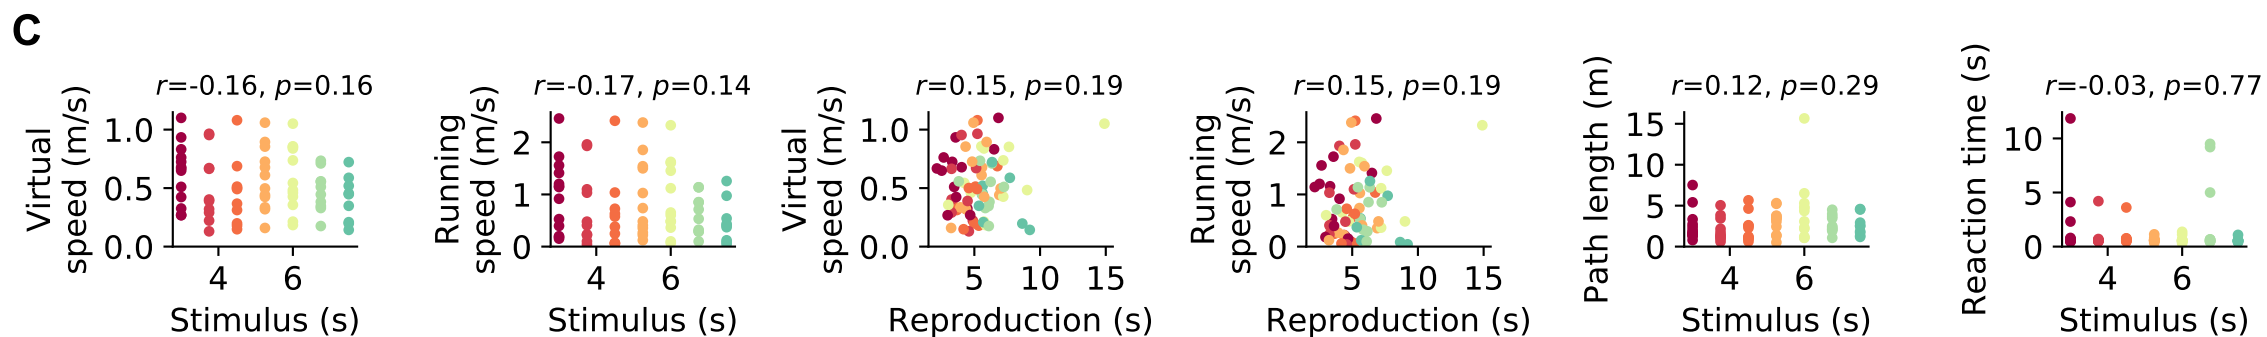 C
r=-0.16, p=0.16
Virtual
speed (m/s)
1.0
0.5
0.0
4
6
Stimulus (s)
r=-0.17, p=0.14
Running
speed (m/s)
2
1
0
4
6
Stimulus (s)
r=0.15, p=0.19
Virtual
speed (m/s)
1.0
0.5
0.0
5
10
15
Reproduction (s)
r=0.15, p=0.19
Running
speed (m/s)
2
1
0
5
10
15
Reproduction (s)
r=0.12, p=0.29
Path length (m)
15
10
5
0
4
6
Stimulus (s)
r=-0.03, p=0.77
Reaction time (s)
10
5
0
4
6
Stimulus (s)